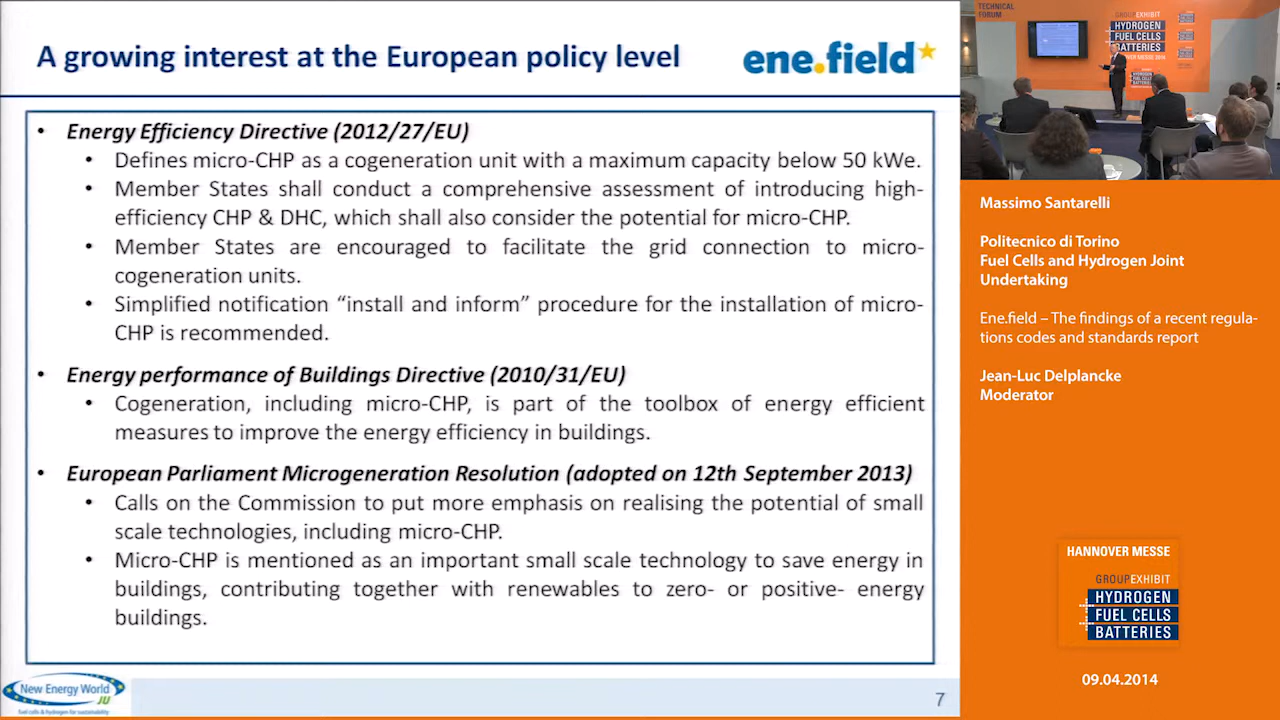 A growing interest at the European policy level
ene.field
• Energy Efficiency Directive (2012/27/EU)
• Defines micro-CHP as a cogeneration unit with a maximum capacity below 50 kWe.
• Member States shall conduct a comprehensive assessment of introducing high-
efficiency CHP & DHC, which shall also consider the potential for micro-CHP.
• Member States are encouraged to facilitate the grid connection to micro-
cogeneration units.
• Simplified notification “install and inform” procedure for the installation of micro-
CHP is recommended.
• Energy performance of Buildings Directive (2010/31/EU)
• Cogeneration, including micro-CHP, is part of the toolbox of energy efficient
measures to improve the energy efficiency in buildings.
• European Parliament Microgeneration Resolution (adopted on 12th September 2013)
• Calls on the Commission to put more emphasis on realising the potential of small
scale technologies, including micro-CHP.
• Micro-CHP is mentioned as an important small scale technology to save energy in
buildings, contributing together with renewables to zero- or positive- energy
buildings.
New Energy World
JU
fuel cells & hydrogen for sustainability
7
TECHNICAL
FORUM
GROUPEXHIBIT
HYDROGEN
FUEL CELLS
BATTERIES
Massimo Santarelli
Politecnico di Torino
Fuel Cells and Hydrogen Joint
Undertaking
Ene.field – The findings of a recent regula-
tions codes and standards report
Jean-Luc Delplancke
Moderator
HANNOVER MESSE
GROUPEXHIBIT
HYDROGEN
FUEL CELLS
BATTERIES
09.04.2014